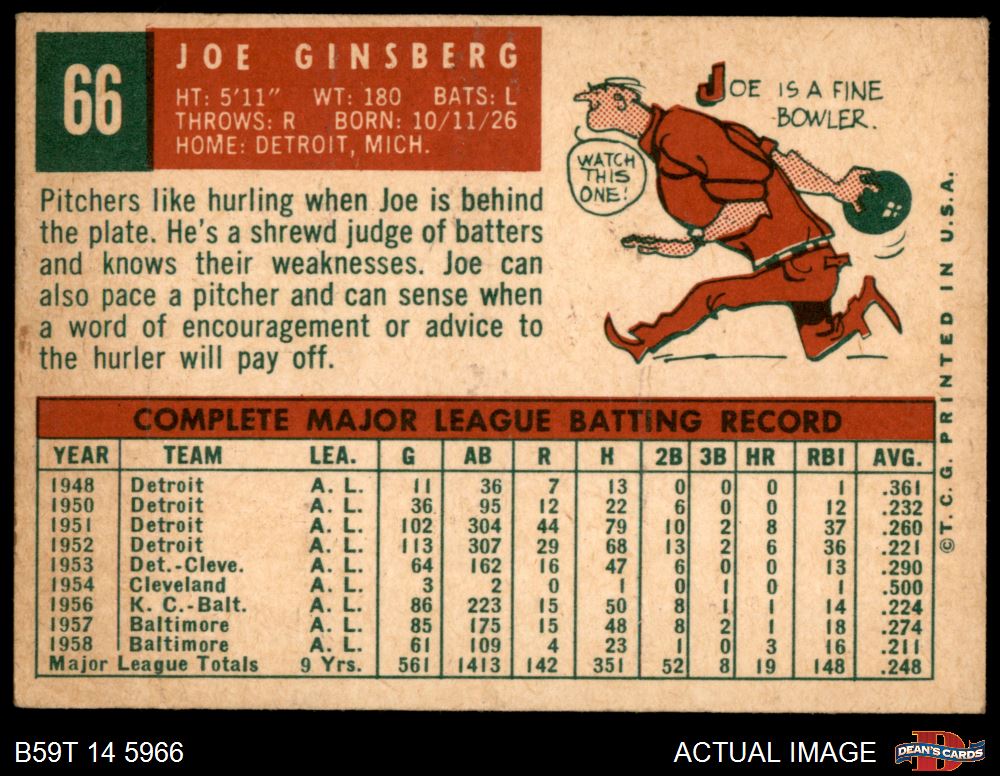 66
JOE GINSBERG
HT: 5'11" WT: 180 BATS: L
THROWS: R BORN: 10/11/26
HOME: DETROIT, MICH.
Pitchers like hurling when Joe is behind
the plate. He's a shrewd judge of batters
and knows their weaknesses. Joe can
also pace a pitcher and can sense when
a word of encouragement or advice to
the hurler will pay off.
JOE IS A FINE
BOWLER.
WATCH
THIS
ONE!
COMPLETE MAJOR LEAGUE BATTING RECORD
YEAR TEAM LEA. G AB R H 2B 3B HR RBI AVG.
1948 Detroit A. L. 11 36 7 13 0 0 0 1 .361
1950 Detroit A. L. 36 95 12 22 6 0 0 12 .232
1951 Detroit A. L. 102 304 44 79 10 2 8 37 .260
1952 Detroit A. L. 113 307 29 68 13 2 6 36 .221
1953 Det.-Cleve. A. L. 64 162 16 47 6 0 0 13 .290
1954 Cleveland A. L. 3 2 0 1 0 1 0 1 .500
1956 K. C.-Balt. A. L. 86 223 15 50 8 1 1 14 .224
1957 Baltimore A. L. 85 175 15 48 8 2 1 18 .274
1958 Baltimore A. L. 61 109 4 23 1 0 3 16 .211
Major League Totals 9 Yrs. 561 1413 142 351 52 8 19 148 .248
©T. C. G. PRINTED IN U.S.A.
B59T 14 5966
ACTUAL IMAGE
D
DEAN'S CARDS